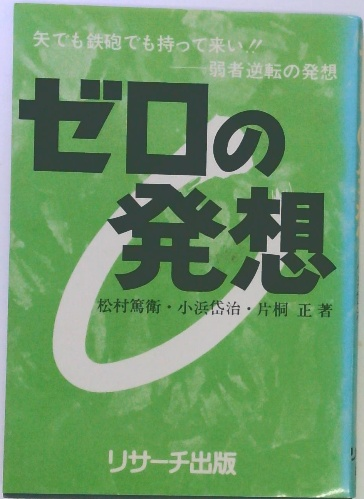 矢でも鉄砲でも持って来い!!
——弱者逆転の発想
ゼロの
発想
松村篤衛・小浜岱治・片桐 正著
リサーチ出版